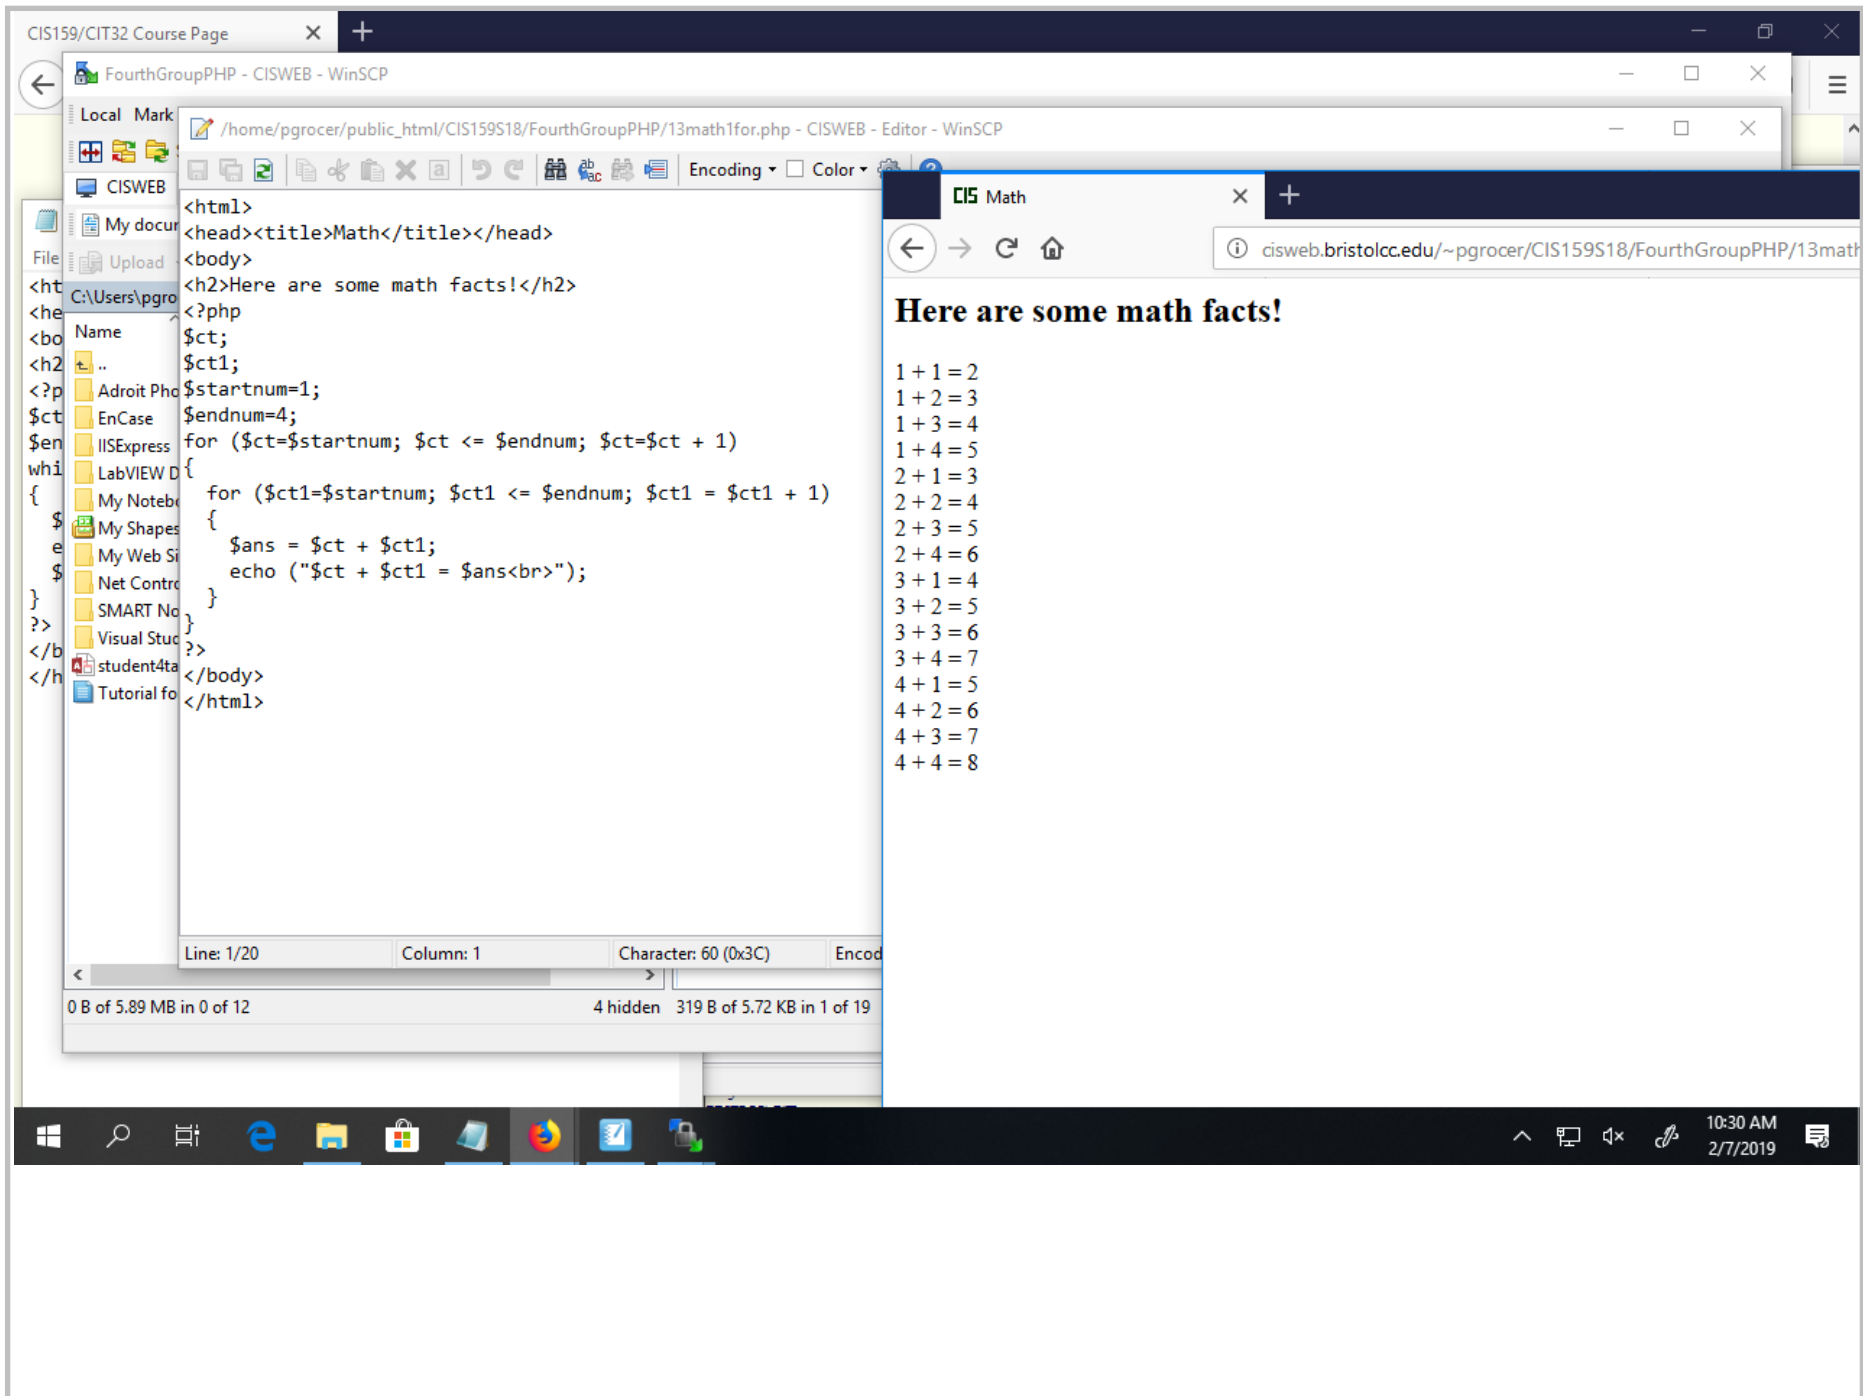 CIS159/CIT32 Course Page
FourthGroupPHP - CISWEB - WinSCP
Local Mark
/home/pgrocer/public_html/CIS159S18/FourthGroupPHP/13math1for.php - CISWEB - Editor - WinSCP
Encoding Color
CISWEB
My docu
File
Upload
C:\Users\pgro
Name
..
Adroit Pho
EnCase
IISExpress
LabVIEW D
My Notebo
My Shapes
My Web Si
Net Contro
SMART No
Visual Stud
student4ta
Tutorial fo
<ht
<he
<bo
<h2
<?p
$ct
$en
whi
{
$
e
$
}
?>
</b
</h
<html>
<head><title>Math</title></head>
<body>
<h2>Here are some math facts!</h2>
<?php
$ct;
$ct1;
$startnum=1;
$endnum=4;
for ($ct=$startnum; $ct <= $endnum; $ct=$ct + 1)
{
for ($ct1=$startnum; $ct1 <= $endnum; $ct1 = $ct1 + 1)
{
$ans = $ct + $ct1;
echo ("$ct + $ct1 = $ans<br>");
}
}
?>
</body>
</html>
Line: 1/20 Column: 1 Character: 60 (0x3C) Encod
0 B of 5.89 MB in 0 of 12 4 hidden 319 B of 5.72 KB in 1 of 19
CIS Math
cisweb.bristolcc.edu/~pgrocer/CIS159S18/FourthGroupPHP/13math
Here are some math facts!
1 + 1 = 2
1 + 2 = 3
1 + 3 = 4
1 + 4 = 5
2 + 1 = 3
2 + 2 = 4
2 + 3 = 5
2 + 4 = 6
3 + 1 = 4
3 + 2 = 5
3 + 3 = 6
3 + 4 = 7
4 + 1 = 5
4 + 2 = 6
4 + 3 = 7
4 + 4 = 8
10:30 AM
2/7/2019